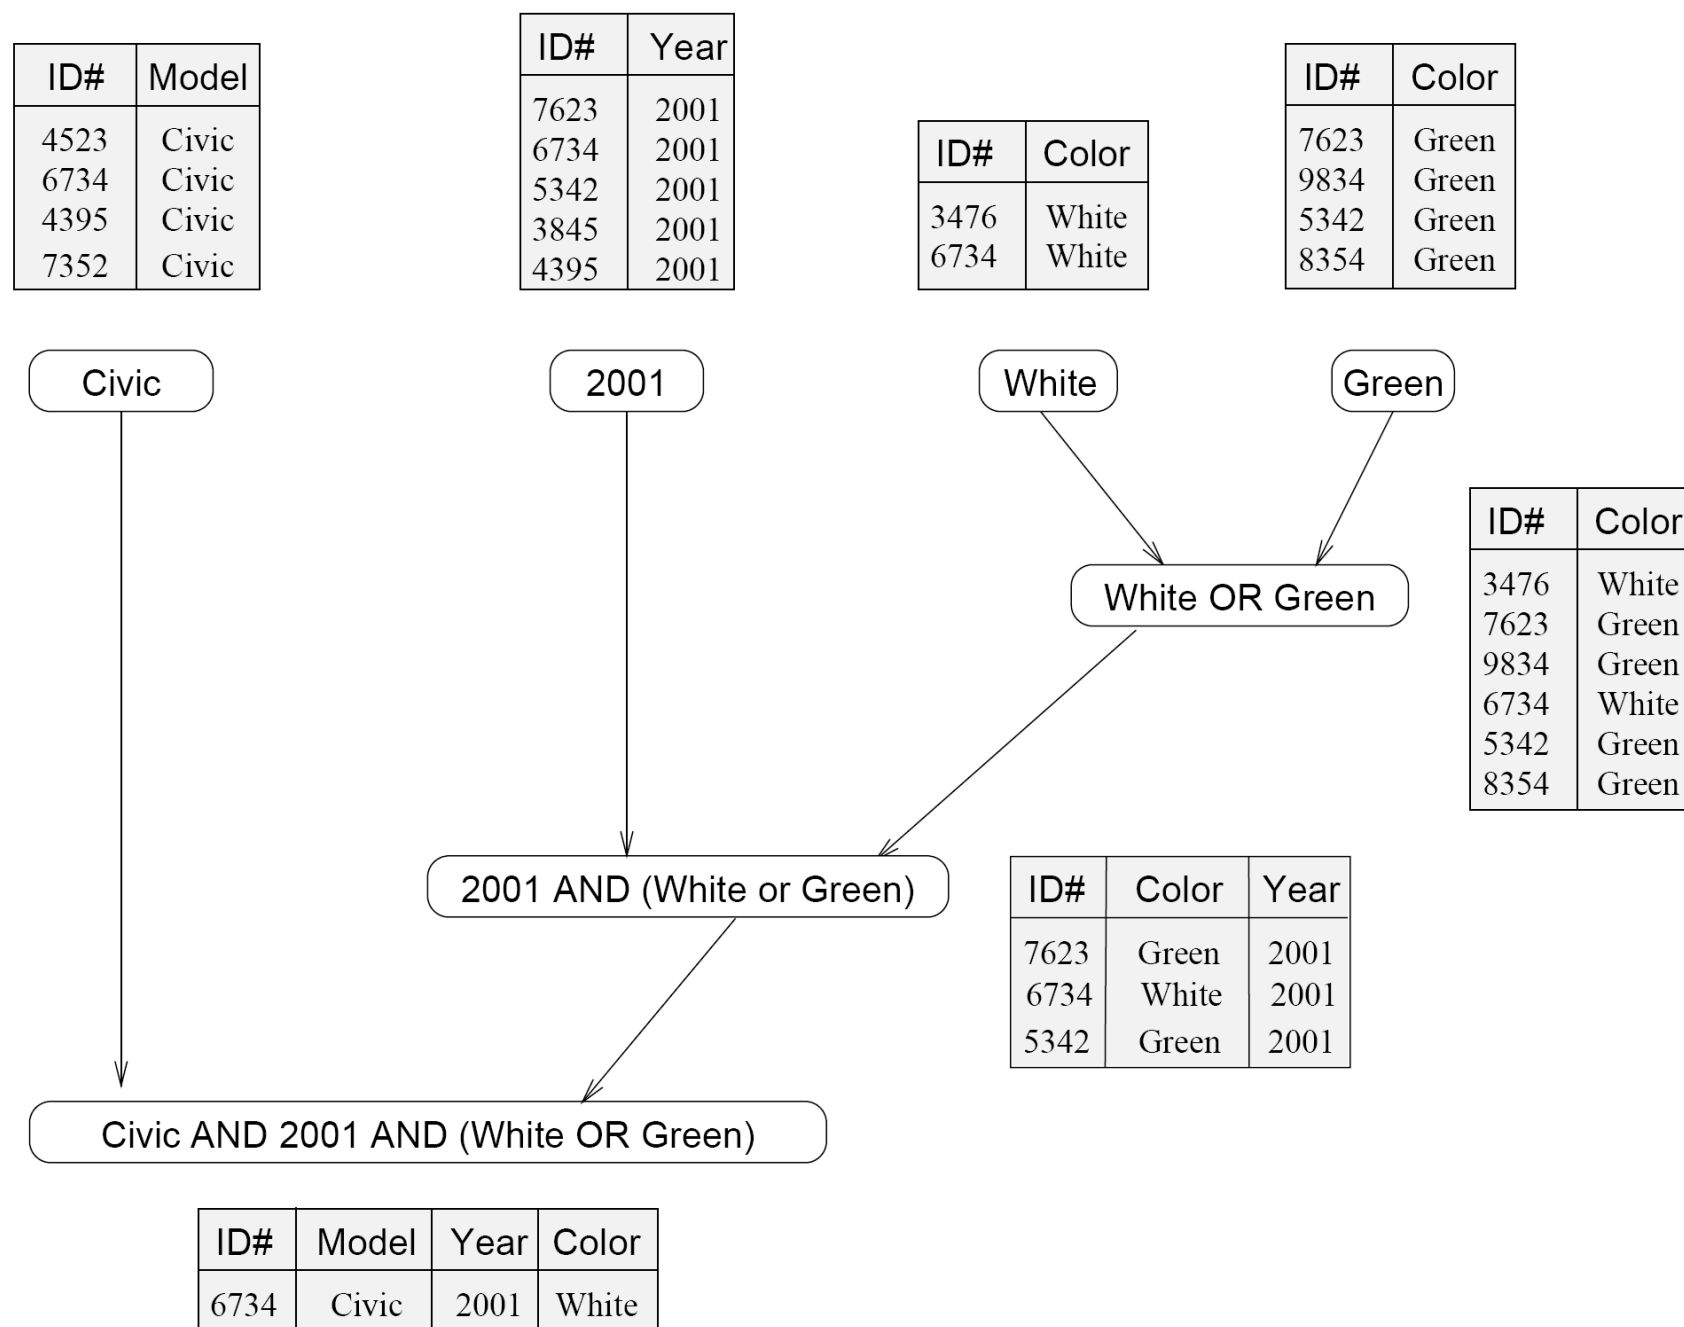 ID# Model
4523 Civic
6734 Civic
4395 Civic
7352 Civic
ID# Year
7623 2001
6734 2001
5342 2001
3845 2001
4395 2001
ID# Color
3476 White
6734 White
ID# Color
7623 Green
9834 Green
5342 Green
8354 Green
Civic
2001
White
Green
White OR Green
ID# Color
3476 White
7623 Green
9834 Green
6734 White
5342 Green
8354 Green
2001 AND (White or Green)
ID# Color Year
7623 Green 2001
6734 White 2001
5342 Green 2001
Civic AND 2001 AND (White OR Green)
ID# Model Year Color
6734 Civic 2001 White